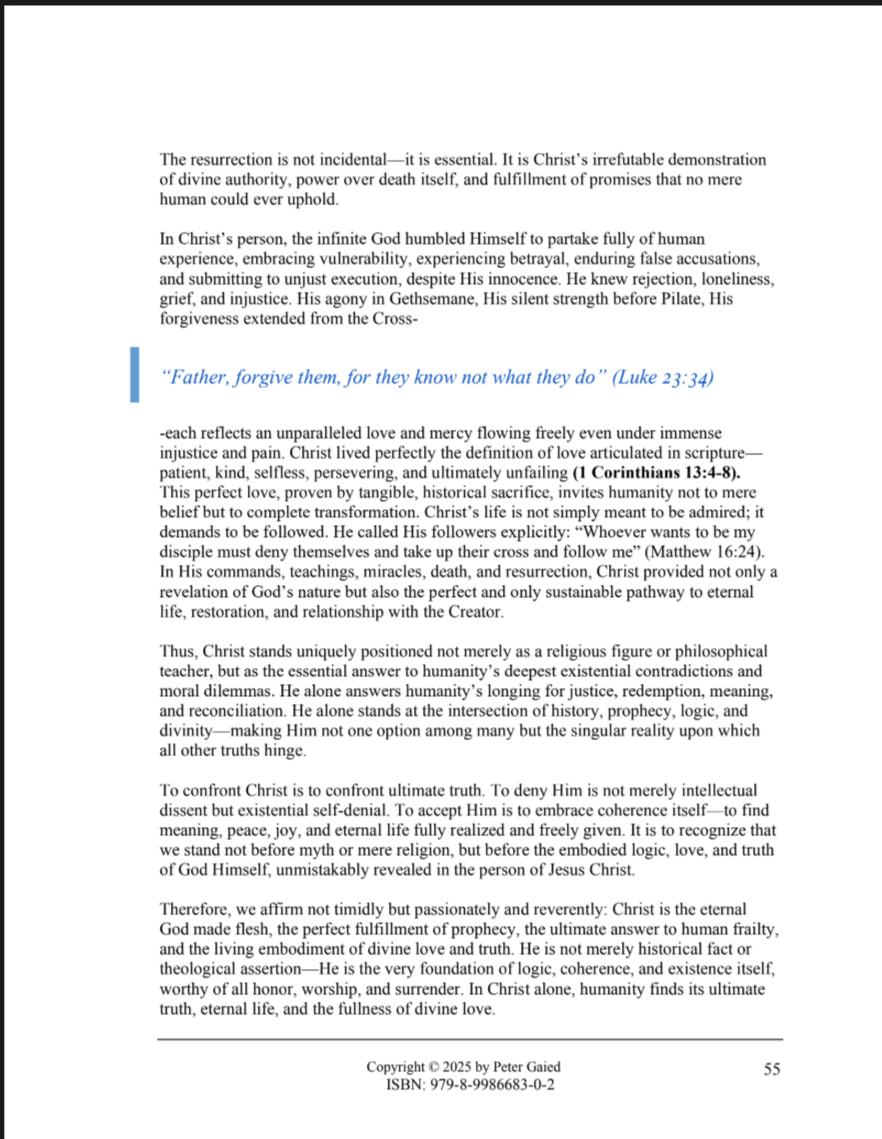 The resurrection is not incidental—it is essential. It is Christ’s irrefutable demonstration
of divine authority, power over death itself, and fulfillment of promises that no mere
human could ever uphold.
In Christ’s person, the infinite God humbled Himself to partake fully of human
experience, embracing vulnerability, experiencing betrayal, enduring false accusations,
and submitting to unjust execution, despite His innocence. He knew rejection, loneliness,
grief, and injustice. His agony in Gethsemane, His silent strength before Pilate, His
forgiveness extended from the Cross-
“Father, forgive them, for they know not what they do” (Luke 23:34)
-each reflects an unparalleled love and mercy flowing freely even under immense
injustice and pain. Christ lived perfectly the definition of love articulated in scripture—
patient, kind, selfless, persevering, and ultimately unfailing (1 Corinthians 13:4-8).
This perfect love, proven by tangible, historical sacrifice, invites humanity not to mere
belief but to complete transformation. Christ’s life is not simply meant to be admired; it
demands to be followed. He called His followers explicitly: “Whoever wants to be my
disciple must deny themselves and take up their cross and follow me” (Matthew 16:24).
In His commands, teachings, miracles, death, and resurrection, Christ provided not only a
revelation of God’s nature but also the perfect and only sustainable pathway to eternal
life, restoration, and relationship with the Creator.
Thus, Christ stands uniquely positioned not merely as a religious figure or philosophical
teacher, but as the essential answer to humanity’s deepest existential contradictions and
moral dilemmas. He alone answers humanity’s longing for justice, redemption, meaning,
and reconciliation. He alone stands at the intersection of history, prophecy, logic, and
divinity—making Him not one option among many but the singular reality upon which
all other truths hinge.
To confront Christ is to confront ultimate truth. To deny Him is not merely intellectual
dissent but existential self-denial. To accept Him is to embrace coherence itself—to find
meaning, peace, joy, and eternal life fully realized and freely given. It is to recognize that
we stand not before myth or mere religion, but before the embodied logic, love, and truth
of God Himself, unmistakably revealed in the person of Jesus Christ.
Therefore, we affirm not timidly but passionately and reverently: Christ is the eternal
God made flesh, the perfect fulfillment of prophecy, the ultimate answer to human frailty,
and the living embodiment of divine love and truth. He is not merely historical fact or
theological assertion—He is the very foundation of logic, coherence, and existence itself,
worthy of all honor, worship, and surrender. In Christ alone, humanity finds its ultimate
truth, eternal life, and the fullness of divine love.
Copyright © 2025 by Peter Gaied
ISBN: 979-8-9986683-0-2
55